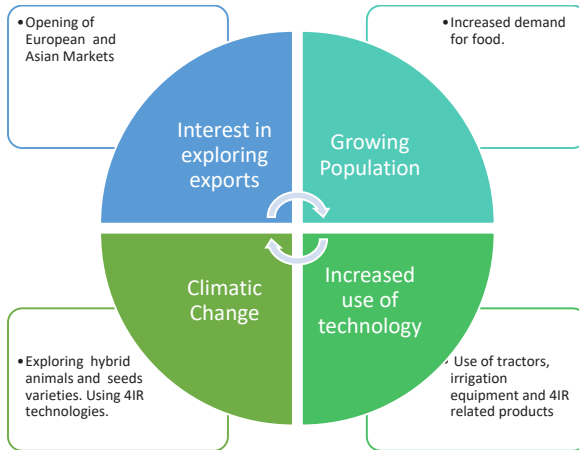 •Opening of
European and
Asian Markets
•Increased demand
for food.
Interest in
exploring
exports
Growing
Population
Climatic
Change
Increased
use of
technology
•Exploring hybrid
animals and seeds
varieties. Using 4IR
technologies.
•Use of tractors,
irrigation
equipment and 4IR
related products